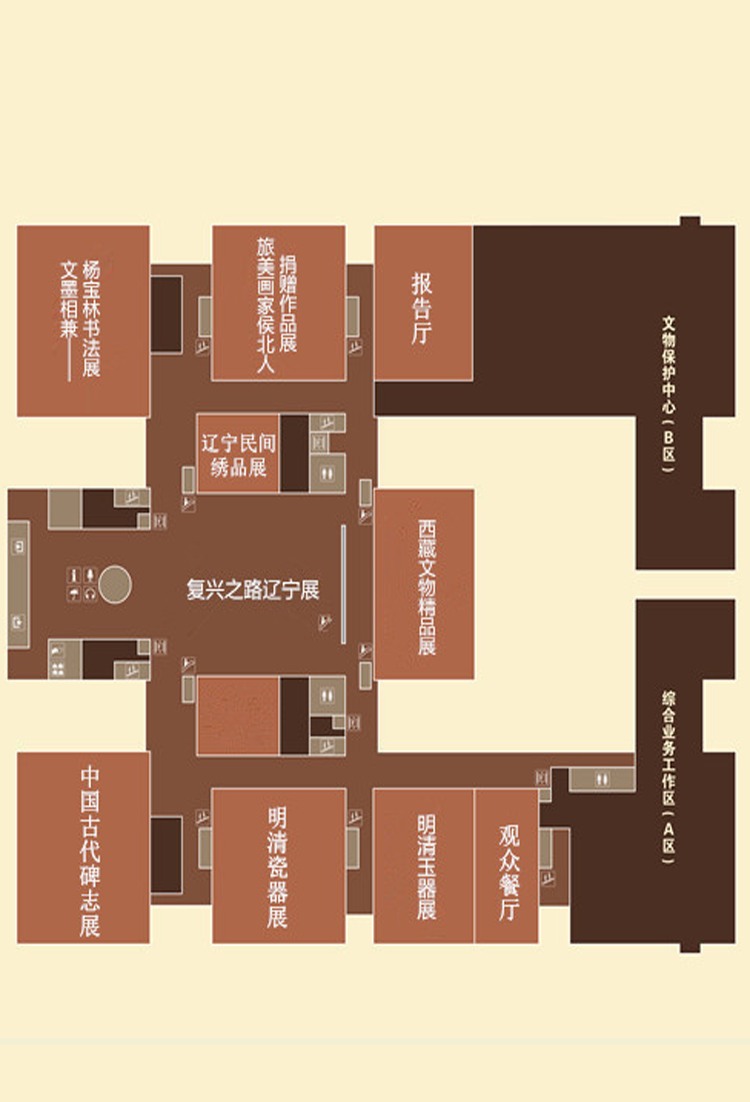 杨宝林书法展
文墨相兼——
捐赠作品展
旅美画家侯北人
报告厅
文物保护中心(B区)
辽宁民间
绣品展
西藏文物精品展
复兴之路辽宁展
综合业务工作区(A区)
中国古代碑志展
明清瓷器展
明清玉器展
观众餐厅